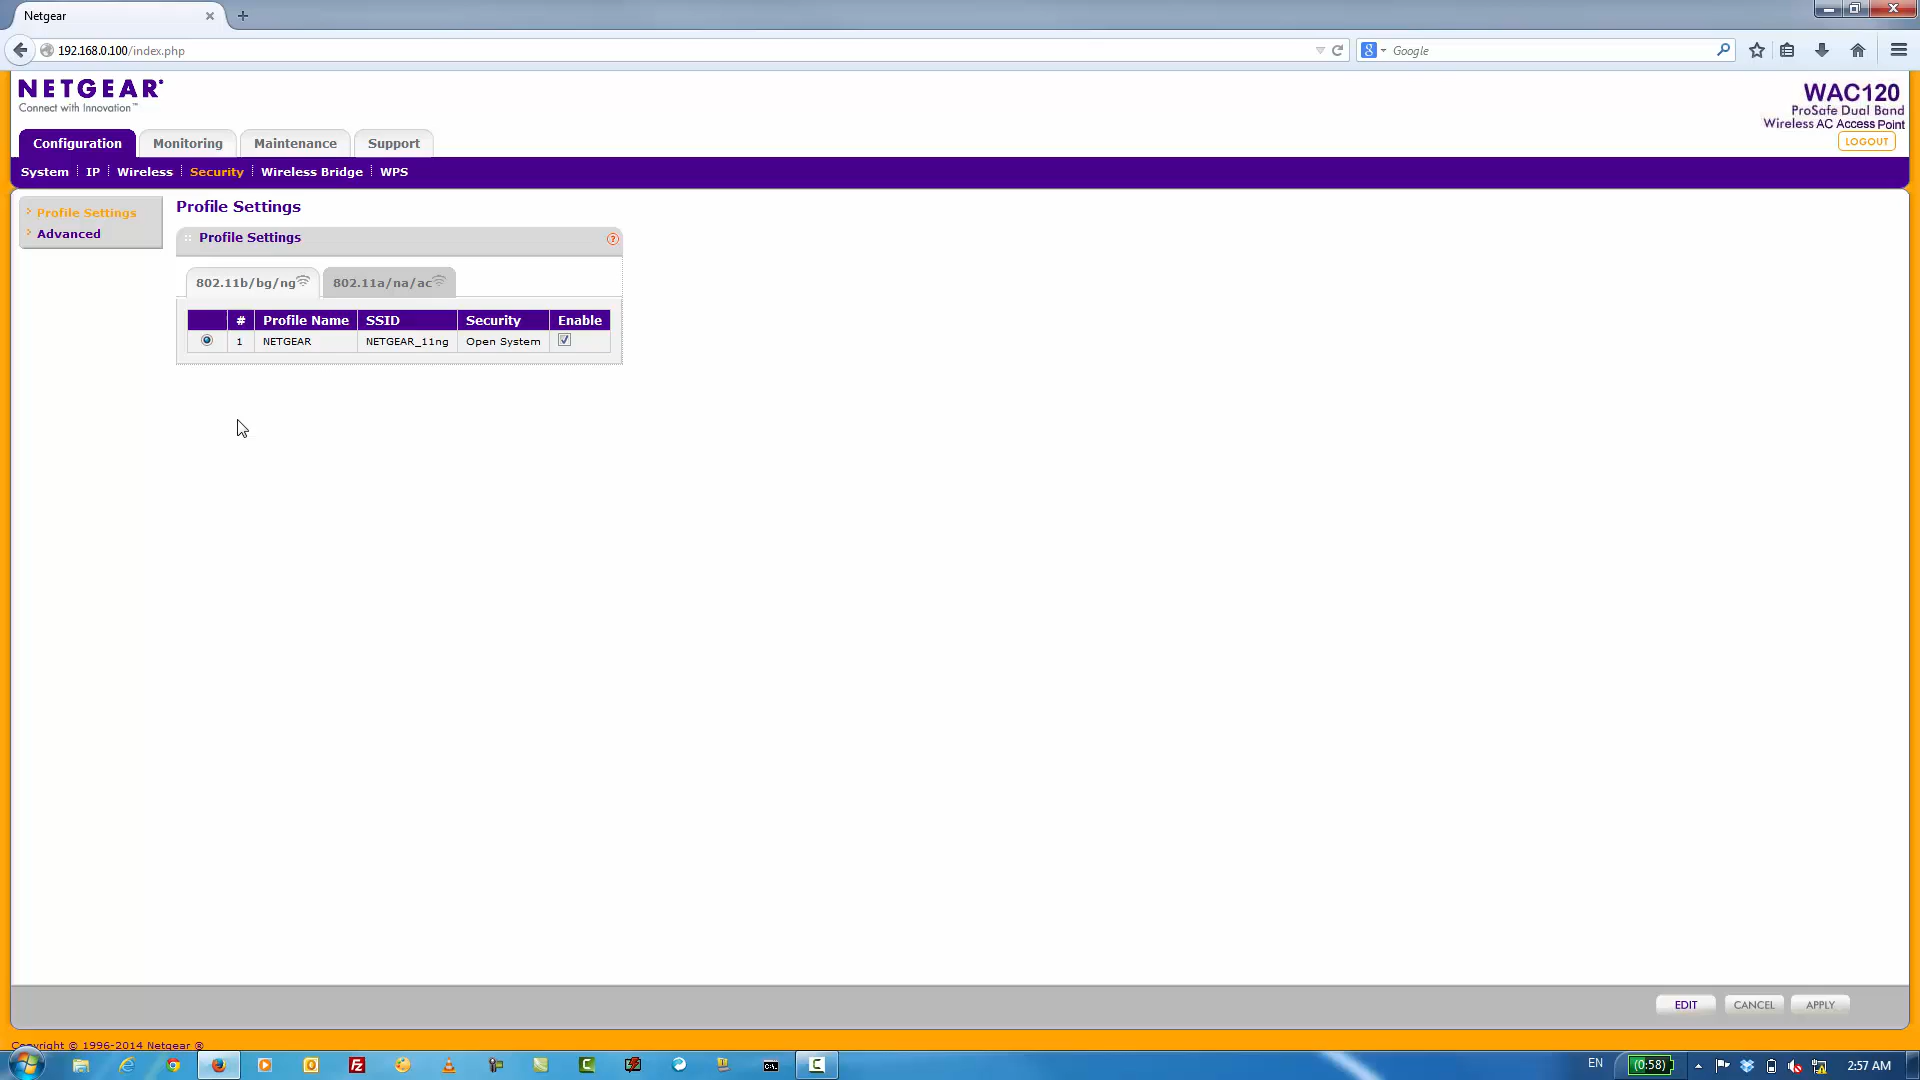 Netgear
192.168.0.100/index.php
Google
NETGEAR
Connect with Innovation™
WAC120
ProSafe Dual Band
Wireless AC Access Point
LOGOUT
Configuration Monitoring Maintenance Support
System IP Wireless Security Wireless Bridge WPS
Profile Settings
Advanced
Profile Settings
Profile Settings
802.11b/bg/ng 802.11a/na/ac
# Profile Name SSID Security Enable
1 NETGEAR NETGEAR_11ng Open System
EDIT CANCEL APPLY
Copyright © 1996-2014 Netgear ®
EN (0:58) 2:57 AM